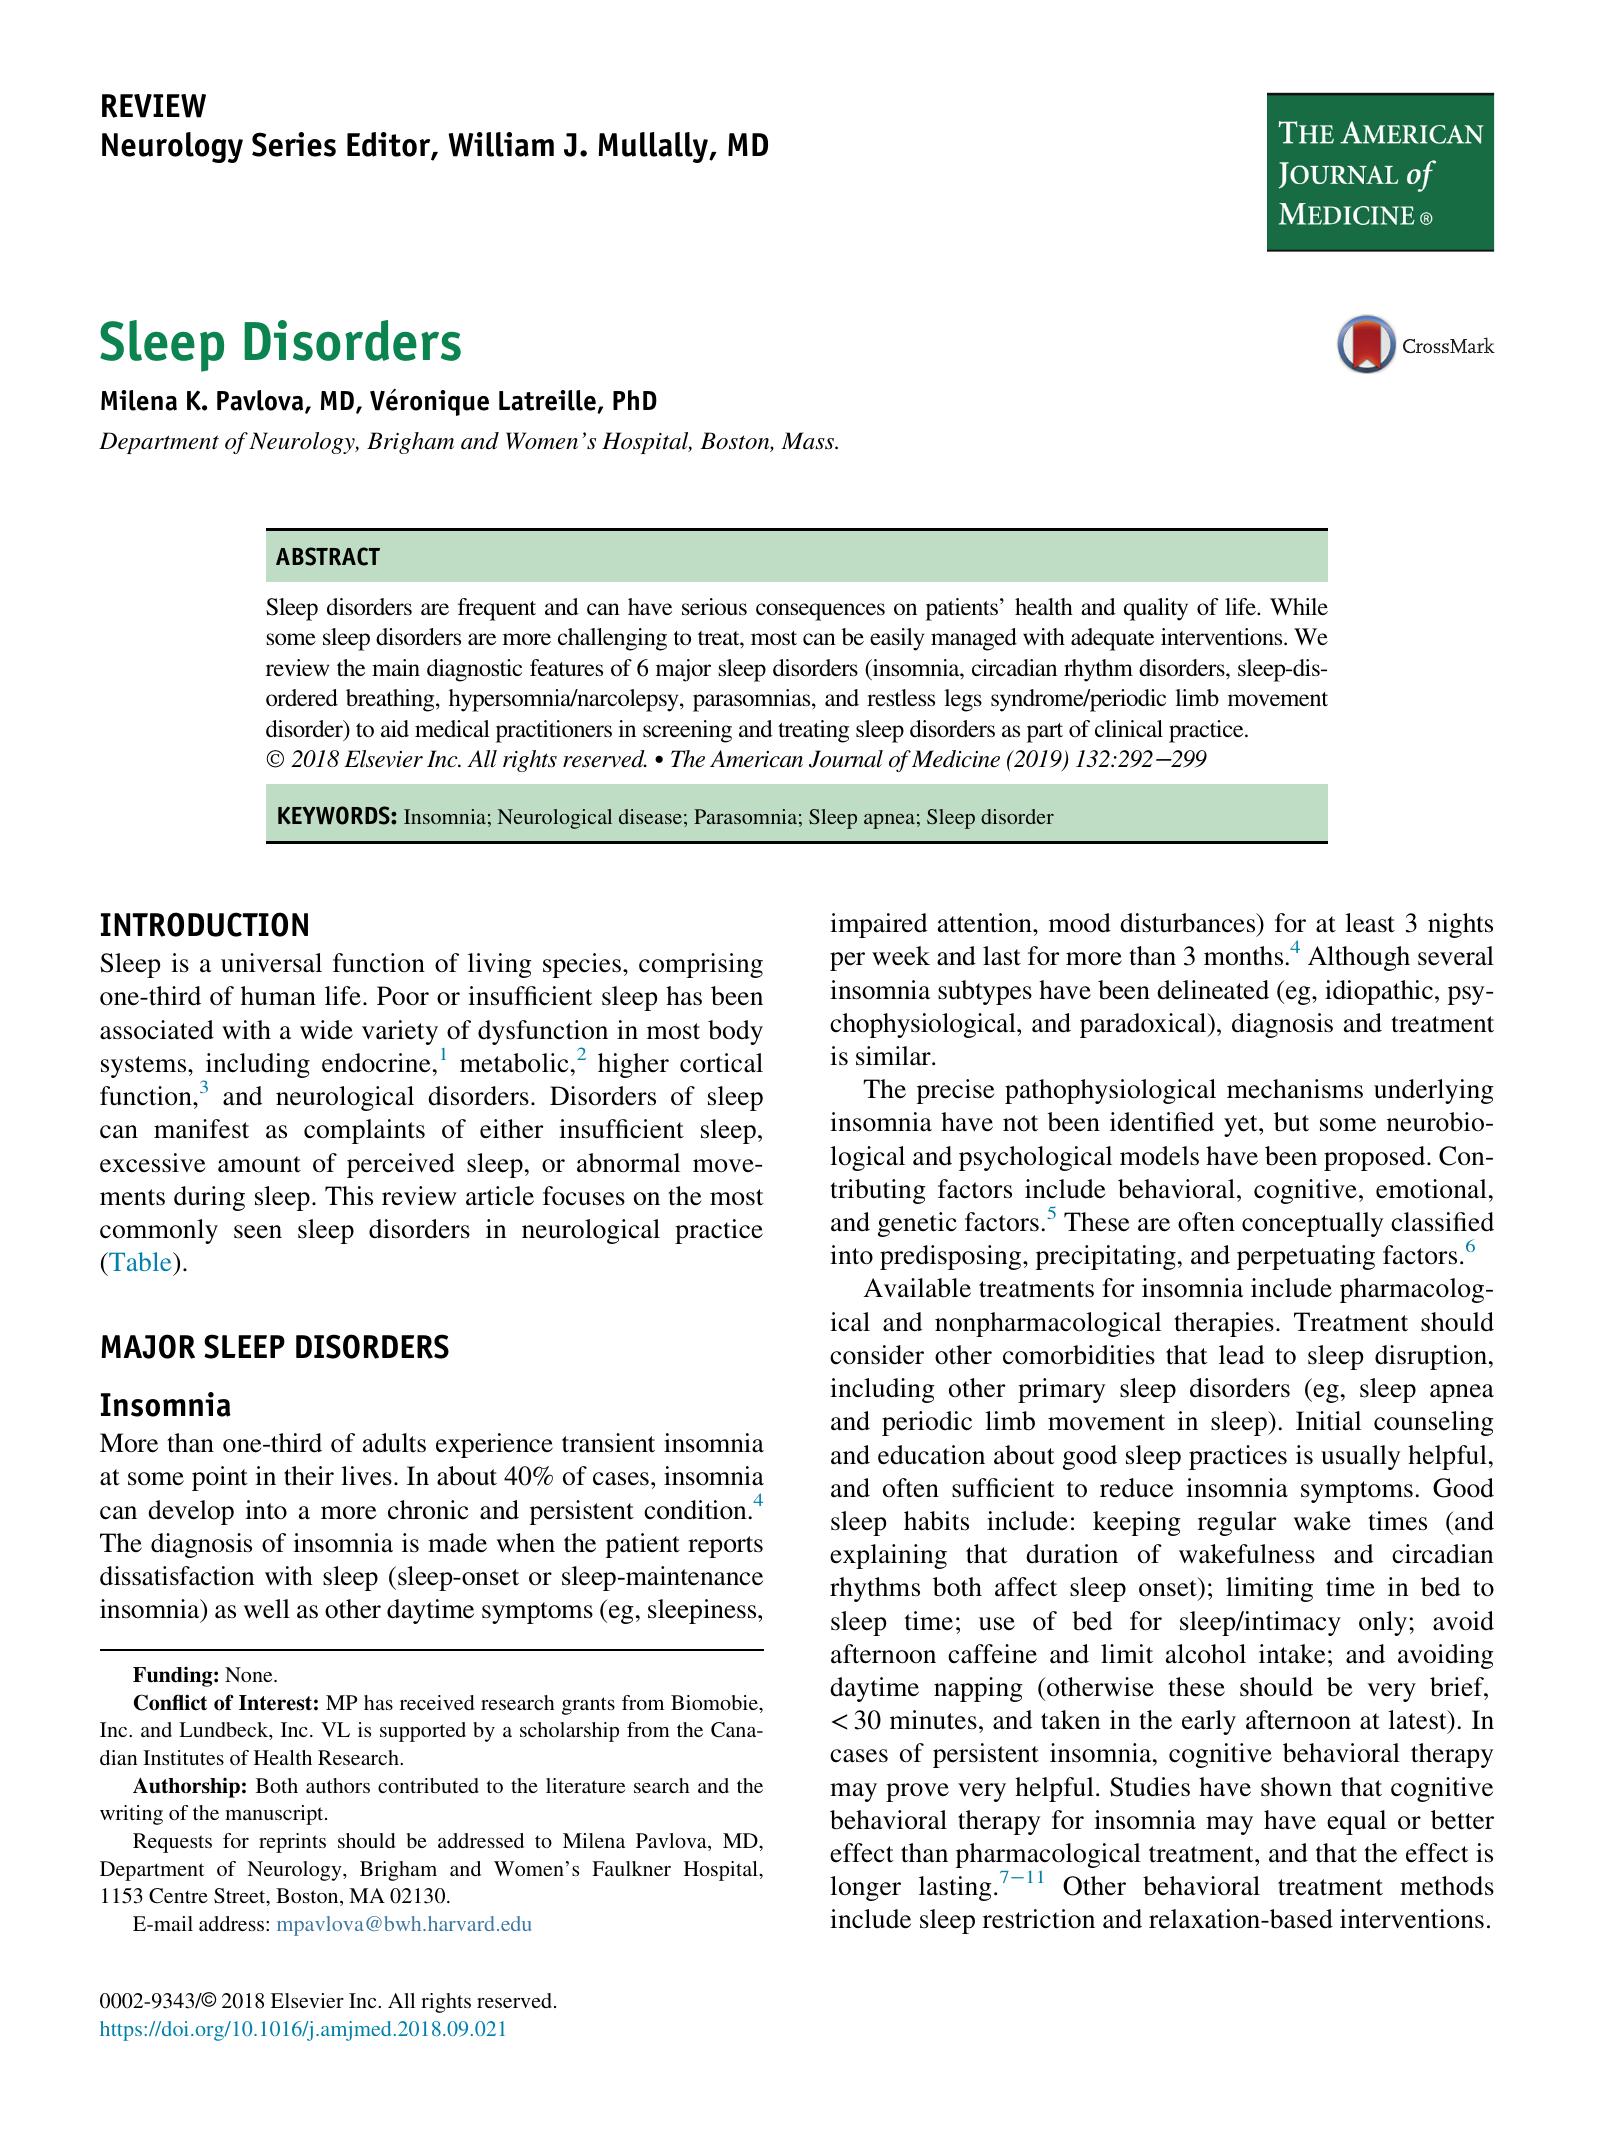 REVIEW
Neurology Series Editor, William J. Mullally, MD
THE AMERICAN
JOURNAL of
MEDICINE ®
Sleep Disorders
CrossMark
Milena K. Pavlova, MD, Véronique Latreille, PhD
Department of Neurology, Brigham and Women's Hospital, Boston, Mass.
ABSTRACT
Sleep disorders are frequent and can have serious consequences on patients' health and quality of life. While
some sleep disorders are more challenging to treat, most can be easily managed with adequate interventions. We
review the main diagnostic features of 6 major sleep disorders (insomnia, circadian rhythm disorders, sleep-dis-
ordered breathing, hypersomnia/narcolepsy, parasomnias, and restless legs syndrome/periodic limb movement
disorder) to aid medical practitioners in screening and treating sleep disorders as part of clinical practice.
© 2018 Elsevier Inc. All rights reserved. • The American Journal of Medicine (2019) 132:292−299
KEYWORDS: Insomnia; Neurological disease; Parasomnia; Sleep apnea; Sleep disorder
INTRODUCTION
Sleep is a universal function of living species, comprising
one-third of human life. Poor or insufficient sleep has been
associated with a wide variety of dysfunction in most body
systems, including endocrine,1 metabolic,2 higher cortical
function,3 and neurological disorders. Disorders of sleep
can manifest as complaints of either insufficient sleep,
excessive amount of perceived sleep, or abnormal move-
ments during sleep. This review article focuses on the most
commonly seen sleep disorders in neurological practice
(Table).
MAJOR SLEEP DISORDERS
Insomnia
More than one-third of adults experience transient insomnia
at some point in their lives. In about 40% of cases, insomnia
can develop into a more chronic and persistent condition.4
The diagnosis of insomnia is made when the patient reports
dissatisfaction with sleep (sleep-onset or sleep-maintenance
insomnia) as well as other daytime symptoms (eg, sleepiness,
Funding: None.
Conflict of Interest: MP has received research grants from Biomobie,
Inc. and Lundbeck, Inc. VL is supported by a scholarship from the Cana-
dian Institutes of Health Research.
Authorship: Both authors contributed to the literature search and the
writing of the manuscript.
Requests for reprints should be addressed to Milena Pavlova, MD,
Department of Neurology, Brigham and Women's Faulkner Hospital,
1153 Centre Street, Boston, MA 02130.
E-mail address: mpavlova@bwh.harvard.edu
impaired attention, mood disturbances) for at least 3 nights
per week and last for more than 3 months.4 Although several
insomnia subtypes have been delineated (eg, idiopathic, psy-
chophysiological, and paradoxical), diagnosis and treatment
is similar.
The precise pathophysiological mechanisms underlying
insomnia have not been identified yet, but some neurobio-
logical and psychological models have been proposed. Con-
tributing factors include behavioral, cognitive, emotional,
and genetic factors.5 These are often conceptually classified
into predisposing, precipitating, and perpetuating factors.6
Available treatments for insomnia include pharmacolog-
ical and nonpharmacological therapies. Treatment should
consider other comorbidities that lead to sleep disruption,
including other primary sleep disorders (eg, sleep apnea
and periodic limb movement in sleep). Initial counseling
and education about good sleep practices is usually helpful,
and often sufficient to reduce insomnia symptoms. Good
sleep habits include: keeping regular wake times (and
explaining that duration of wakefulness and circadian
rhythms both affect sleep onset); limiting time in bed to
sleep time; use of bed for sleep/intimacy only; avoid
afternoon caffeine and limit alcohol intake; and avoiding
daytime napping (otherwise these should be very brief,
<30 minutes, and taken in the early afternoon at latest). In
cases of persistent insomnia, cognitive behavioral therapy
may prove very helpful. Studies have shown that cognitive
behavioral therapy for insomnia may have equal or better
effect than pharmacological treatment, and that the effect is
longer lasting.7−11 Other behavioral treatment methods
include sleep restriction and relaxation-based interventions.
0002-9343/© 2018 Elsevier Inc. All rights reserved.
https://doi.org/10.1016/j.amjmed.2018.09.021